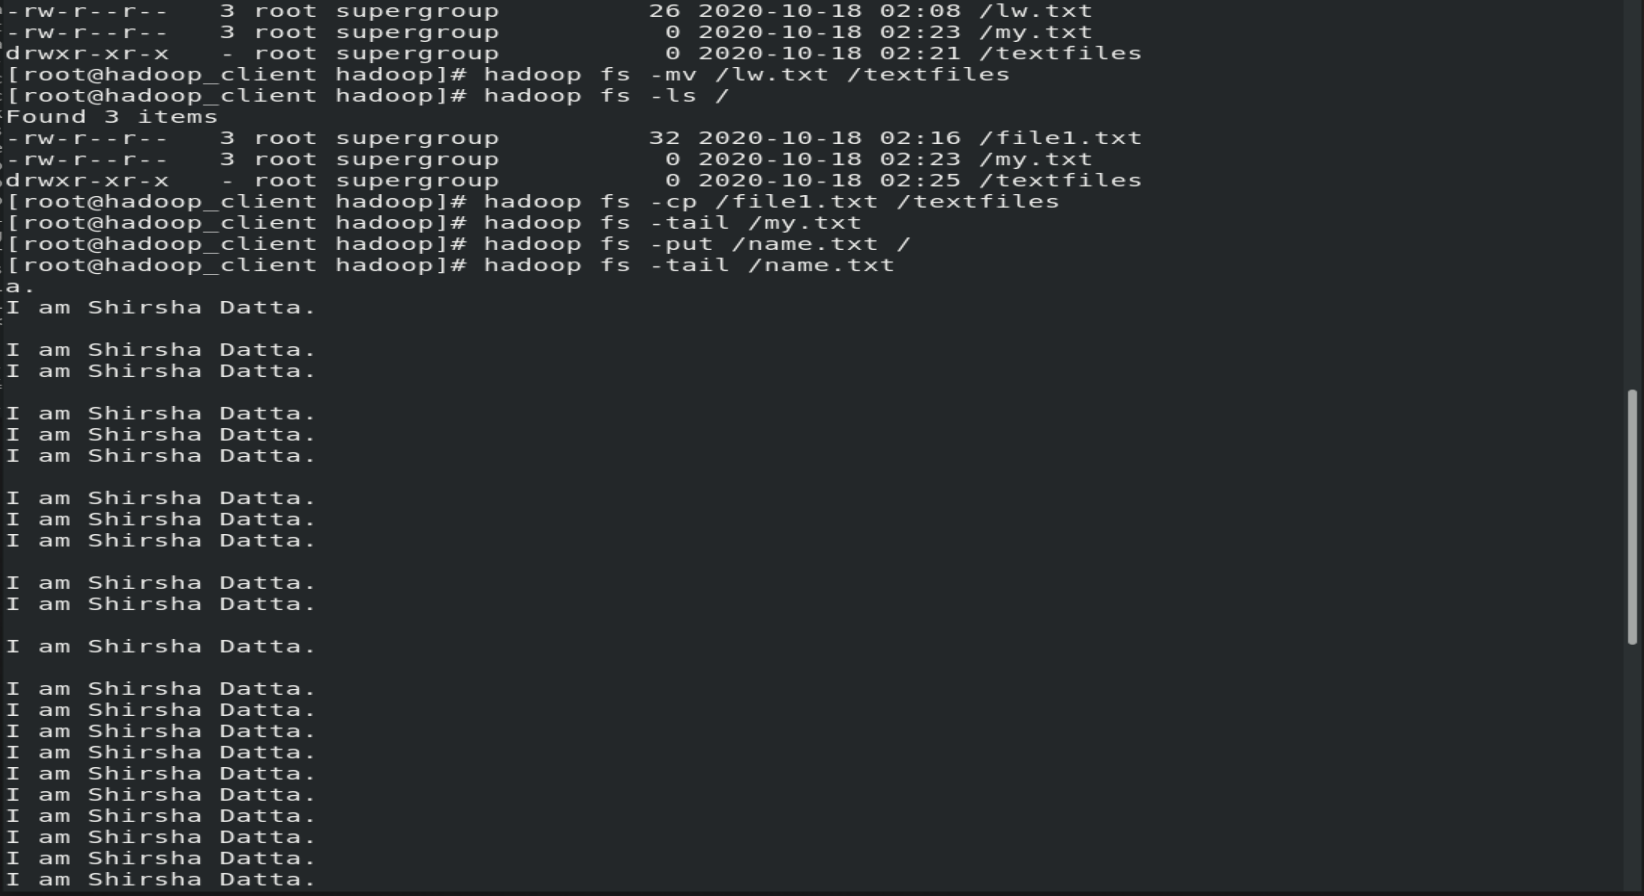 -rw-r--r--   3 root supergroup         26 2020-10-18 02:08 /lw.txt
-rw-r--r--   3 root supergroup          0 2020-10-18 02:23 /my.txt
drwxr-xr-x   - root supergroup          0 2020-10-18 02:21 /textfiles
[root@hadoop_client hadoop]# hadoop fs -mv /lw.txt /textfiles
[root@hadoop_client hadoop]# hadoop fs -ls /
Found 3 items
-rw-r--r--   3 root supergroup         32 2020-10-18 02:16 /file1.txt
-rw-r--r--   3 root supergroup          0 2020-10-18 02:23 /my.txt
drwxr-xr-x   - root supergroup          0 2020-10-18 02:25 /textfiles
[root@hadoop_client hadoop]# hadoop fs -cp /file1.txt /textfiles
[root@hadoop_client hadoop]# hadoop fs -tail /my.txt
[root@hadoop_client hadoop]# hadoop fs -put /name.txt /
[root@hadoop_client hadoop]# hadoop fs -tail /name.txt
a.
I am Shirsha Datta.

I am Shirsha Datta.
I am Shirsha Datta.

I am Shirsha Datta.
I am Shirsha Datta.
I am Shirsha Datta.

I am Shirsha Datta.
I am Shirsha Datta.
I am Shirsha Datta.

I am Shirsha Datta.
I am Shirsha Datta.

I am Shirsha Datta.

I am Shirsha Datta.
I am Shirsha Datta.
I am Shirsha Datta.
I am Shirsha Datta.
I am Shirsha Datta.
I am Shirsha Datta.
I am Shirsha Datta.
I am Shirsha Datta.
I am Shirsha Datta.
I am Shirsha Datta.